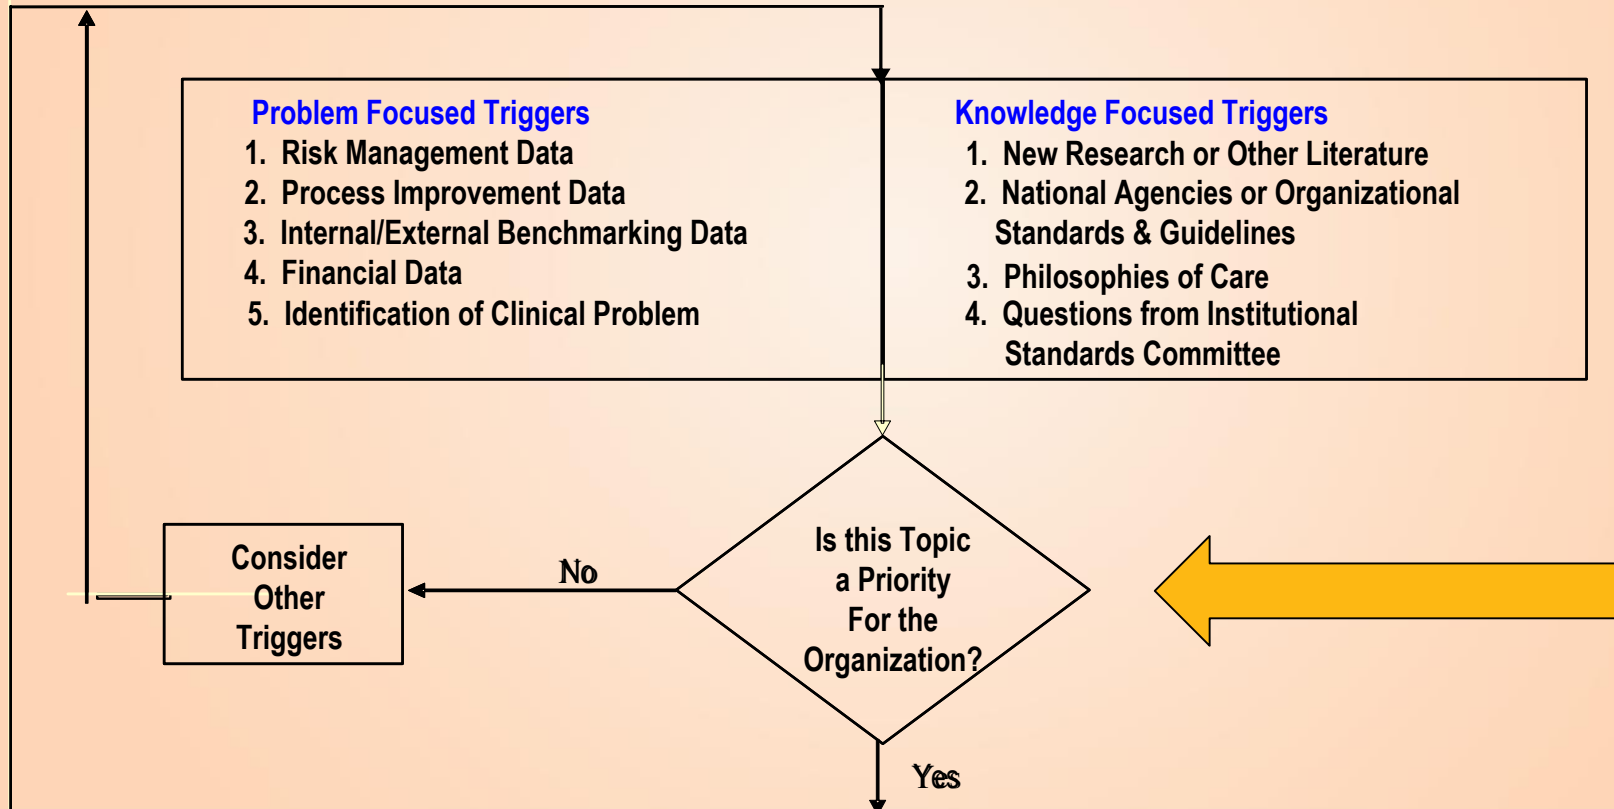 Problem Focused Triggers
1. Risk Management Data
2. Process Improvement Data
3. Internal/External Benchmarking Data
4. Financial Data
5. Identification of Clinical Problem
Knowledge Focused Triggers
1. New Research or Other Literature
2. National Agencies or Organizational
Standards & Guidelines
3. Philosophies of Care
4. Questions from Institutional
Standards Committee
Is this Topic
a Priority
For the
Organization?
No
Consider
Other
Triggers
Yes